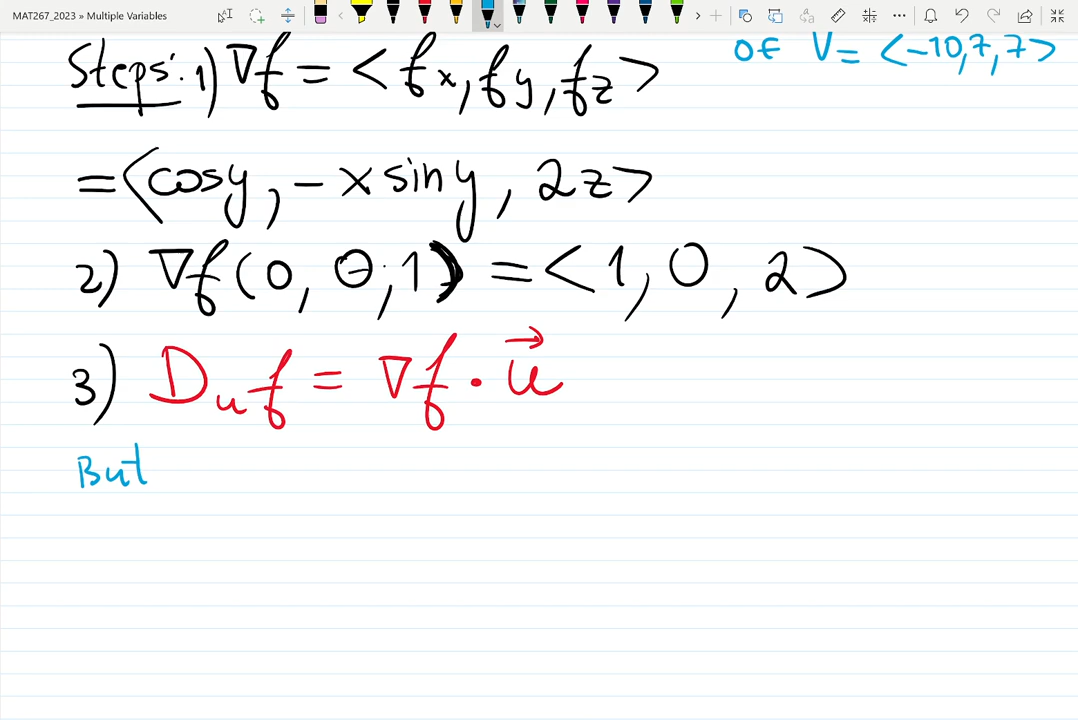 MAT267_2023 » Multiple Variables
of V = <-10,7,7>
Steps: 1) ∇f = <fx, fy, fz>
= <cosy, - x siny, 2z>
2) ∇f(0, 0, 1) = <1, 0, 2>
3) Duf = ∇f · u⃗
But